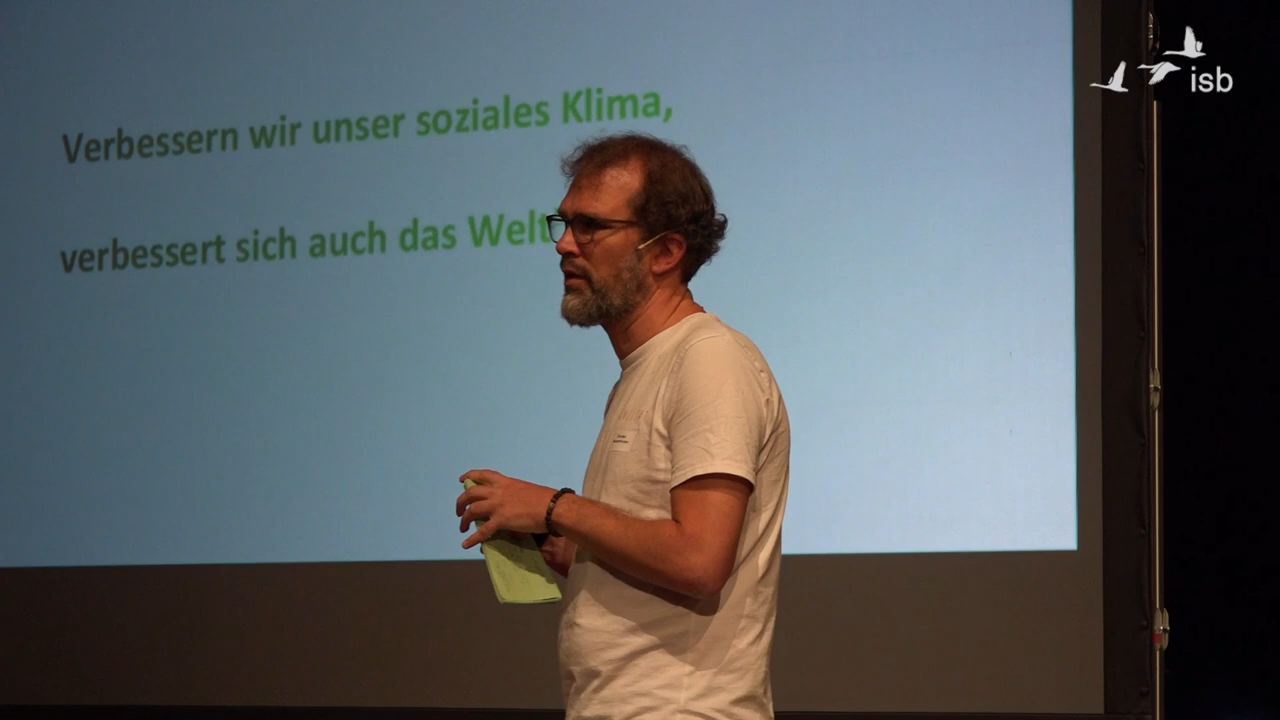 isb
Verbessern wir unser soziales Klima,
verbessert sich auch das Welt